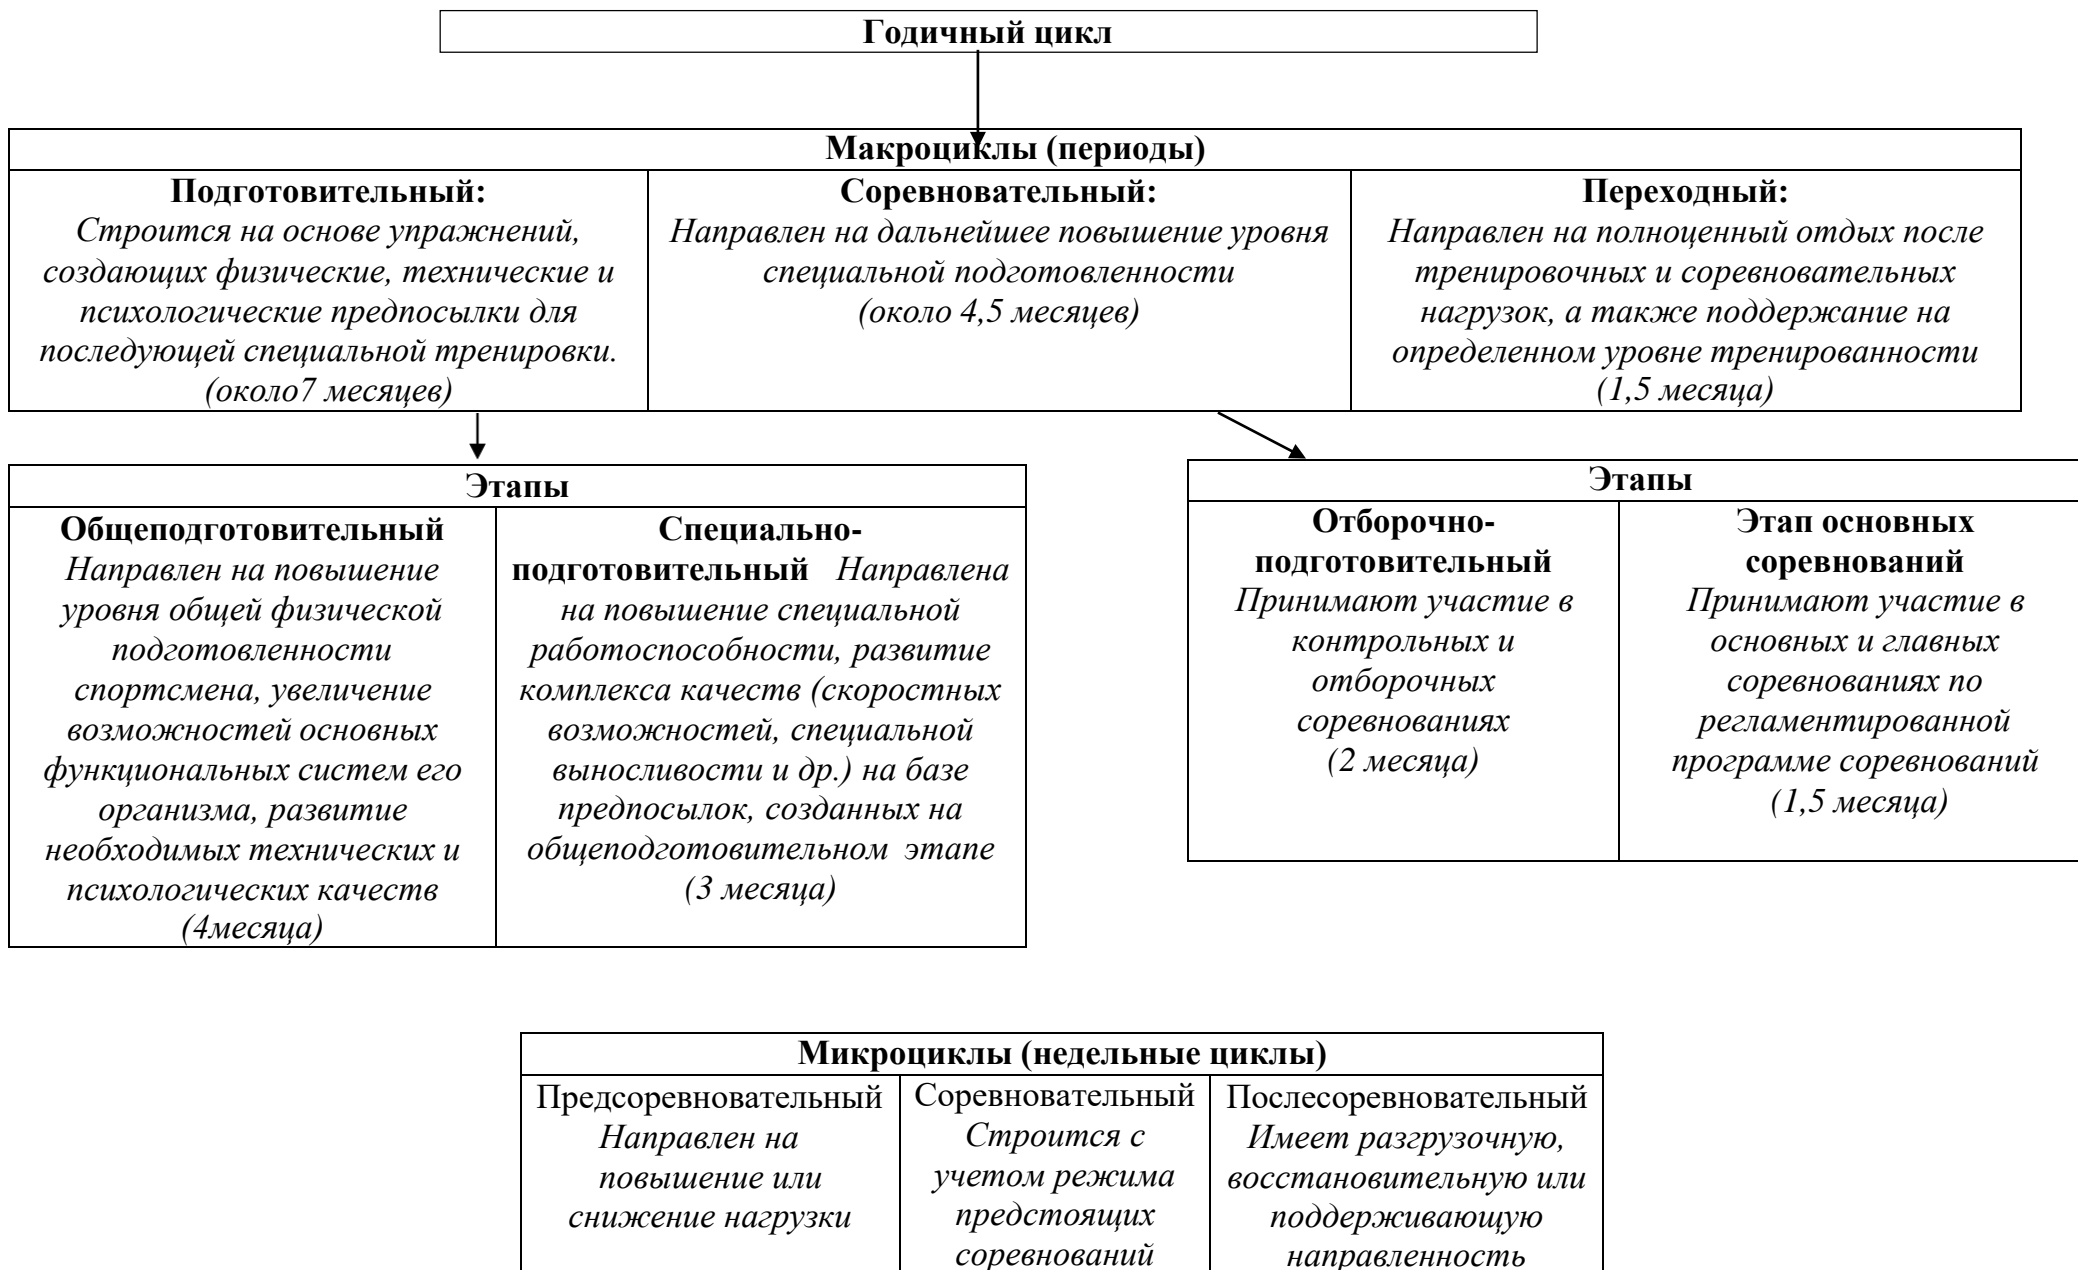 Годичный цикл
Макроциклы (периоды)
Подготовительный:
Строится на основе упражнений,
создающих физические, технические и
психологические предпосылки для
последующей специальной тренировки.
(около7 месяцев)
Соревновательный:
Направлен на дальнейшее повышение уровня
специальной подготовленности
(около 4,5 месяцев)
Переходный:
Направлен на полноценный отдых после
тренировочных и соревновательных
нагрузок, а также поддержание на
определенном уровне тренированности
(1,5 месяца)
Этапы
Общеподготовительный
Направлен на повышение
уровня общей физической
подготовленности
спортсмена, увеличение
возможностей основных
функциональных систем его
организма, развитие
необходимых технических и
психологических качеств
(4месяца)
Специально-
подготовительный Направлена
на повышение специальной
работоспособности, развитие
комплекса качеств (скоростных
возможностей, специальной
выносливости и др.) на базе
предпосылок, созданных на
общеподготовительном этапе
(3 месяца)
Этапы
Отборочно-
подготовительный
Принимают участие в
контрольных и
отборочных
соревнованиях
(2 месяца)
Этап основных
соревнований
Принимают участие в
основных и главных
соревнованиях по
регламентированной
программе соревнований
(1,5 месяца)
Микроциклы (недельные циклы)
Предсоревновательный
Направлен на
повышение или
снижение нагрузки
Соревновательный
Строится с
учетом режима
предстоящих
соревнований
Послесоревновательный
Имеет разгрузочную,
восстановительную или
поддерживающую
направленность